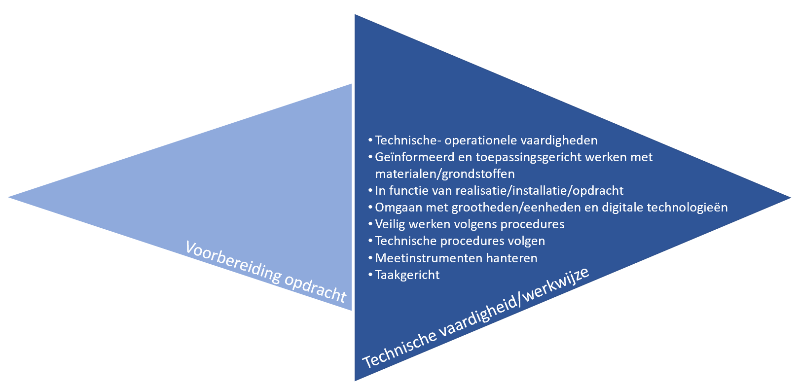 • Technische- operationele vaardigheden
• Geïnformeerd en toepassingsgericht werken met
materialen/grondstoffen
• In functie van realisatie/installatie/opdracht
• Omgaan met grootheden/eenheden en digitale technologieën
• Veilig werken volgens procedures
• Technische procedures volgen
• Meetinstrumenten hanteren
• Taakgericht
Voorbereiding opdracht
Technische vaardigheid/werkwijze